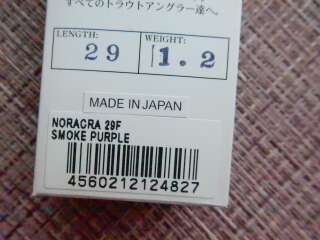 すべてのトラウトアングラー達へ。
LENGTH: WEIGHT:
29 1.2
MADE IN JAPAN
NORACRA 29F
SMOKE PURPLE
4560212124827